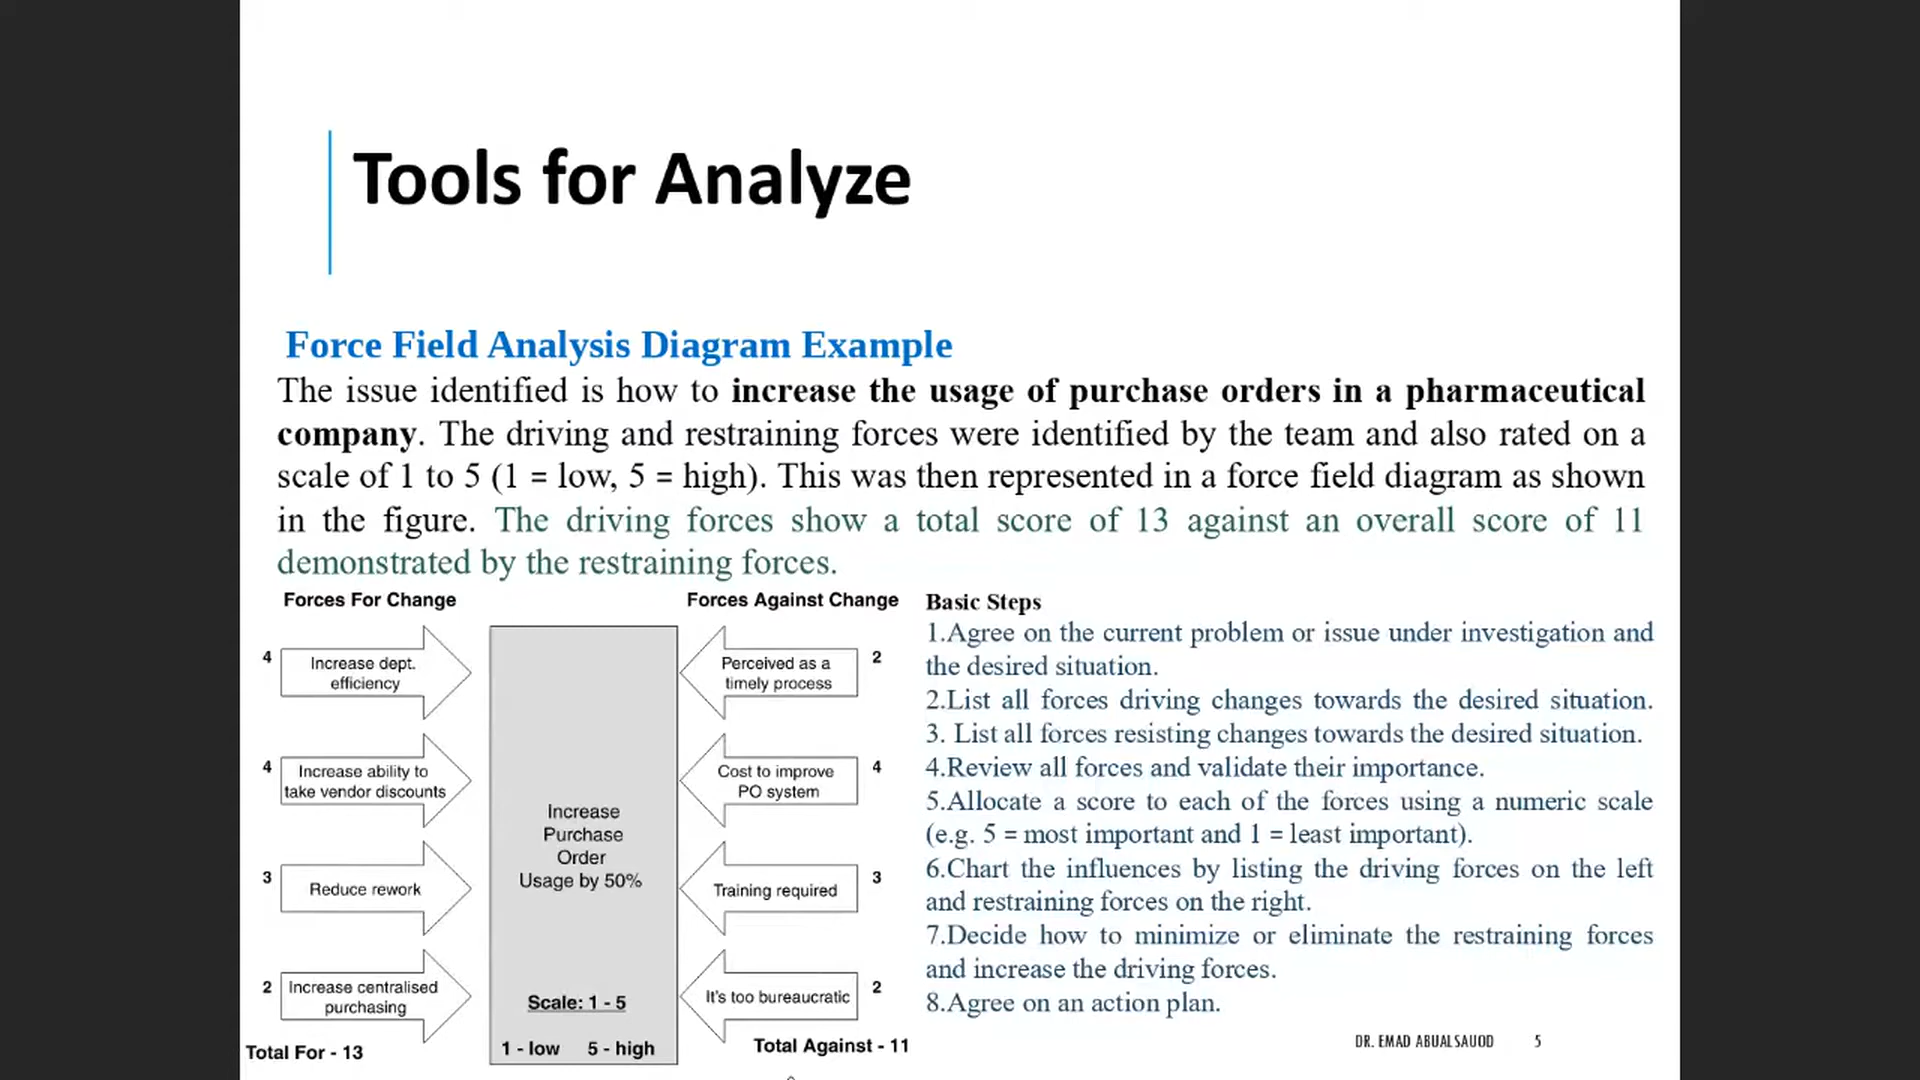 Tools for Analyze
Force Field Analysis Diagram Example
The issue identified is how to increase the usage of purchase orders in a pharmaceutical
company. The driving and restraining forces were identified by the team and also rated on a
scale of 1 to 5 (1 = low, 5 = high). This was then represented in a force field diagram as shown
in the figure. The driving forces show a total score of 13 against an overall score of 11
demonstrated by the restraining forces.
Forces For Change
4
Increase dept.
efficiency
4
Increase ability to
take vendor discounts
3
Reduce rework
2
Increase centralised
purchasing
Total For - 13
Increase
Purchase
Order
Usage by 50%
Scale: 1 - 5
1 - low 5 - high
Forces Against Change
Perceived as a
timely process
2
Cost to improve
PO system
4
Training required
3
It's too bureaucratic
2
Total Against - 11
Basic Steps
1.Agree on the current problem or issue under investigation and
the desired situation.
2.List all forces driving changes towards the desired situation.
3. List all forces resisting changes towards the desired situation.
4.Review all forces and validate their importance.
5.Allocate a score to each of the forces using a numeric scale
(e.g. 5 = most important and 1 = least important).
6.Chart the influences by listing the driving forces on the left
and restraining forces on the right.
7.Decide how to minimize or eliminate the restraining forces
and increase the driving forces.
8.Agree on an action plan.
DR. EMAD ABUALSAUOD 5